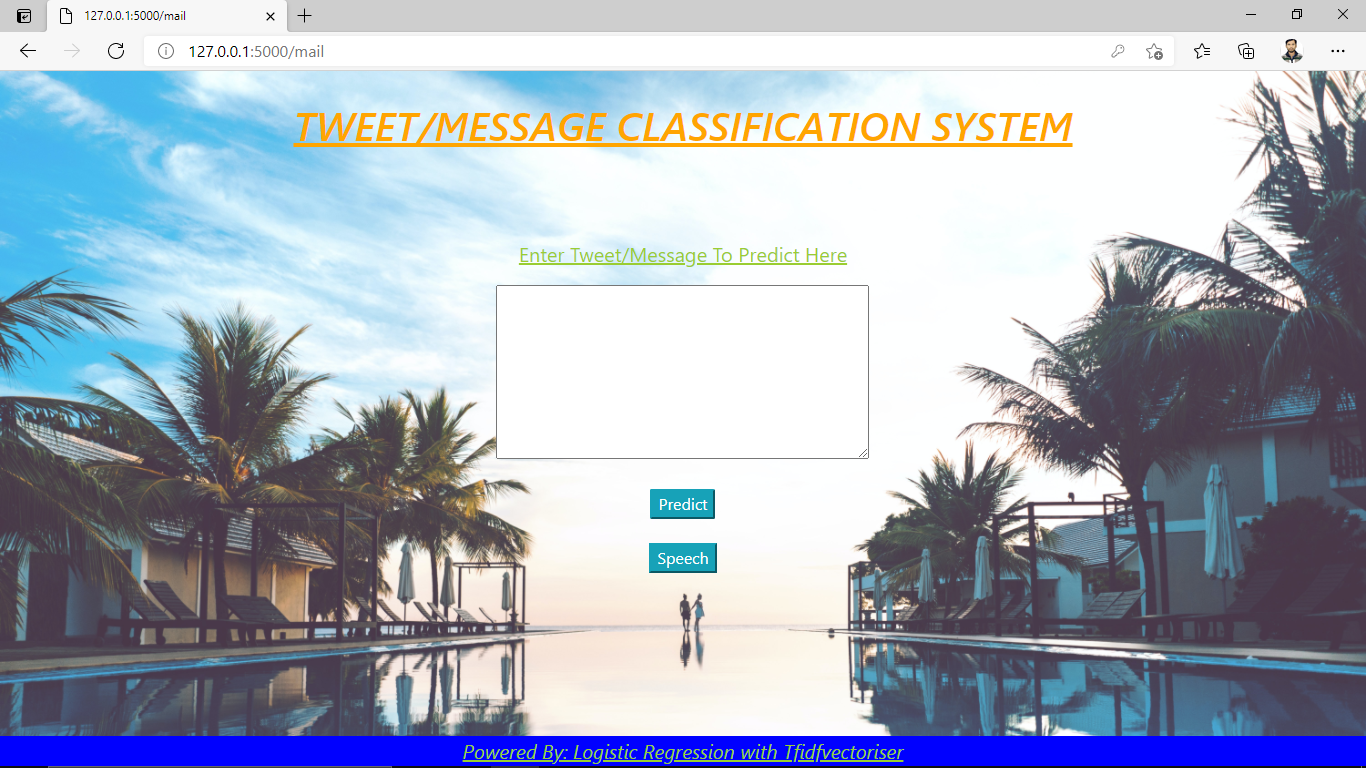 127.0.0.1:5000/mail
127.0.0.1:5000/mail
TWEET/MESSAGE CLASSIFICATION SYSTEM
Enter Tweet/Message To Predict Here
Predict
Speech
Powered By: Logistic Regression with Tfidfvectoriser